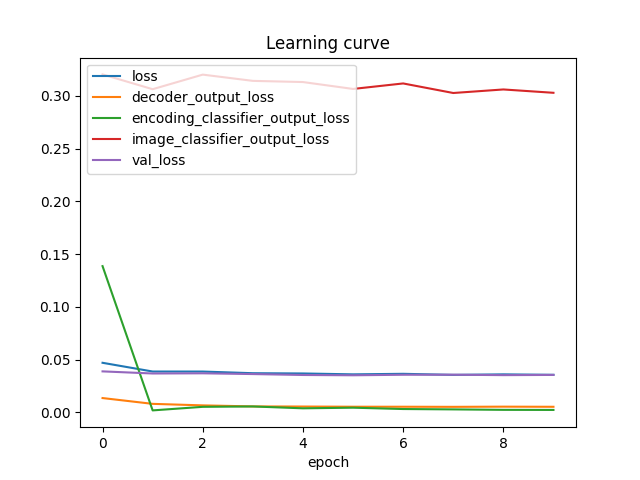 Learning curve
loss
decoder_output_loss
encoding_classifier_output_loss
image_classifier_output_loss
val_loss
0.30
0.25
0.20
0.15
0.10
0.05
0.00
0 2 4 6 8
epoch